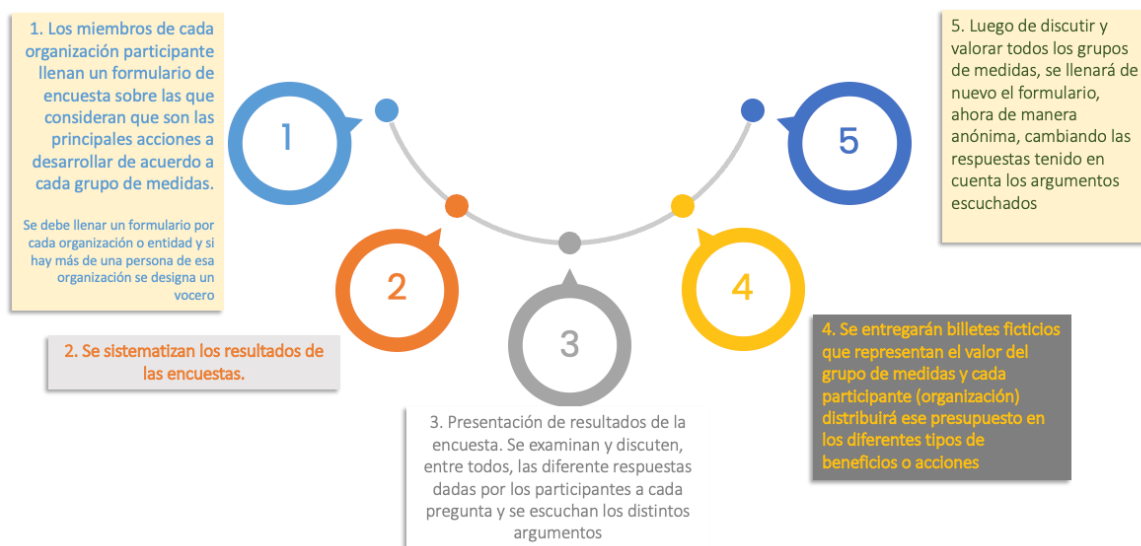 1. Los miembros de cada
organización participante
llenan un formulario de
encuesta sobre las que
consideran que son las
principales acciones a
desarrollar de acuerdo a
cada grupo de medidas.
Se debe llenar un formulario por
cada organización o entidad y si
hay más de una persona de esa
organización se designa un
vocero
1
2. Se sistematizan los resultados de
las encuestas.
2
3
3. Presentación de resultados de la
encuesta. Se examinan y discuten,
entre todos, las diferente respuestas
dadas por los participantes a cada
pregunta y se escuchan los distintos
argumentos
4
4. Se entregarán billetes ficticios
que representan el valor del
grupo de medidas y cada
participante (organización)
distribuirá ese presupuesto en
los diferentes tipos de
beneficios o acciones
5
5. Luego de discutir y
valorar todos los grupos
de medidas, se llenará de
nuevo el formulario,
ahora de manera
anónima, cambiando las
respuestas tenido en
cuenta los argumentos
escuchados